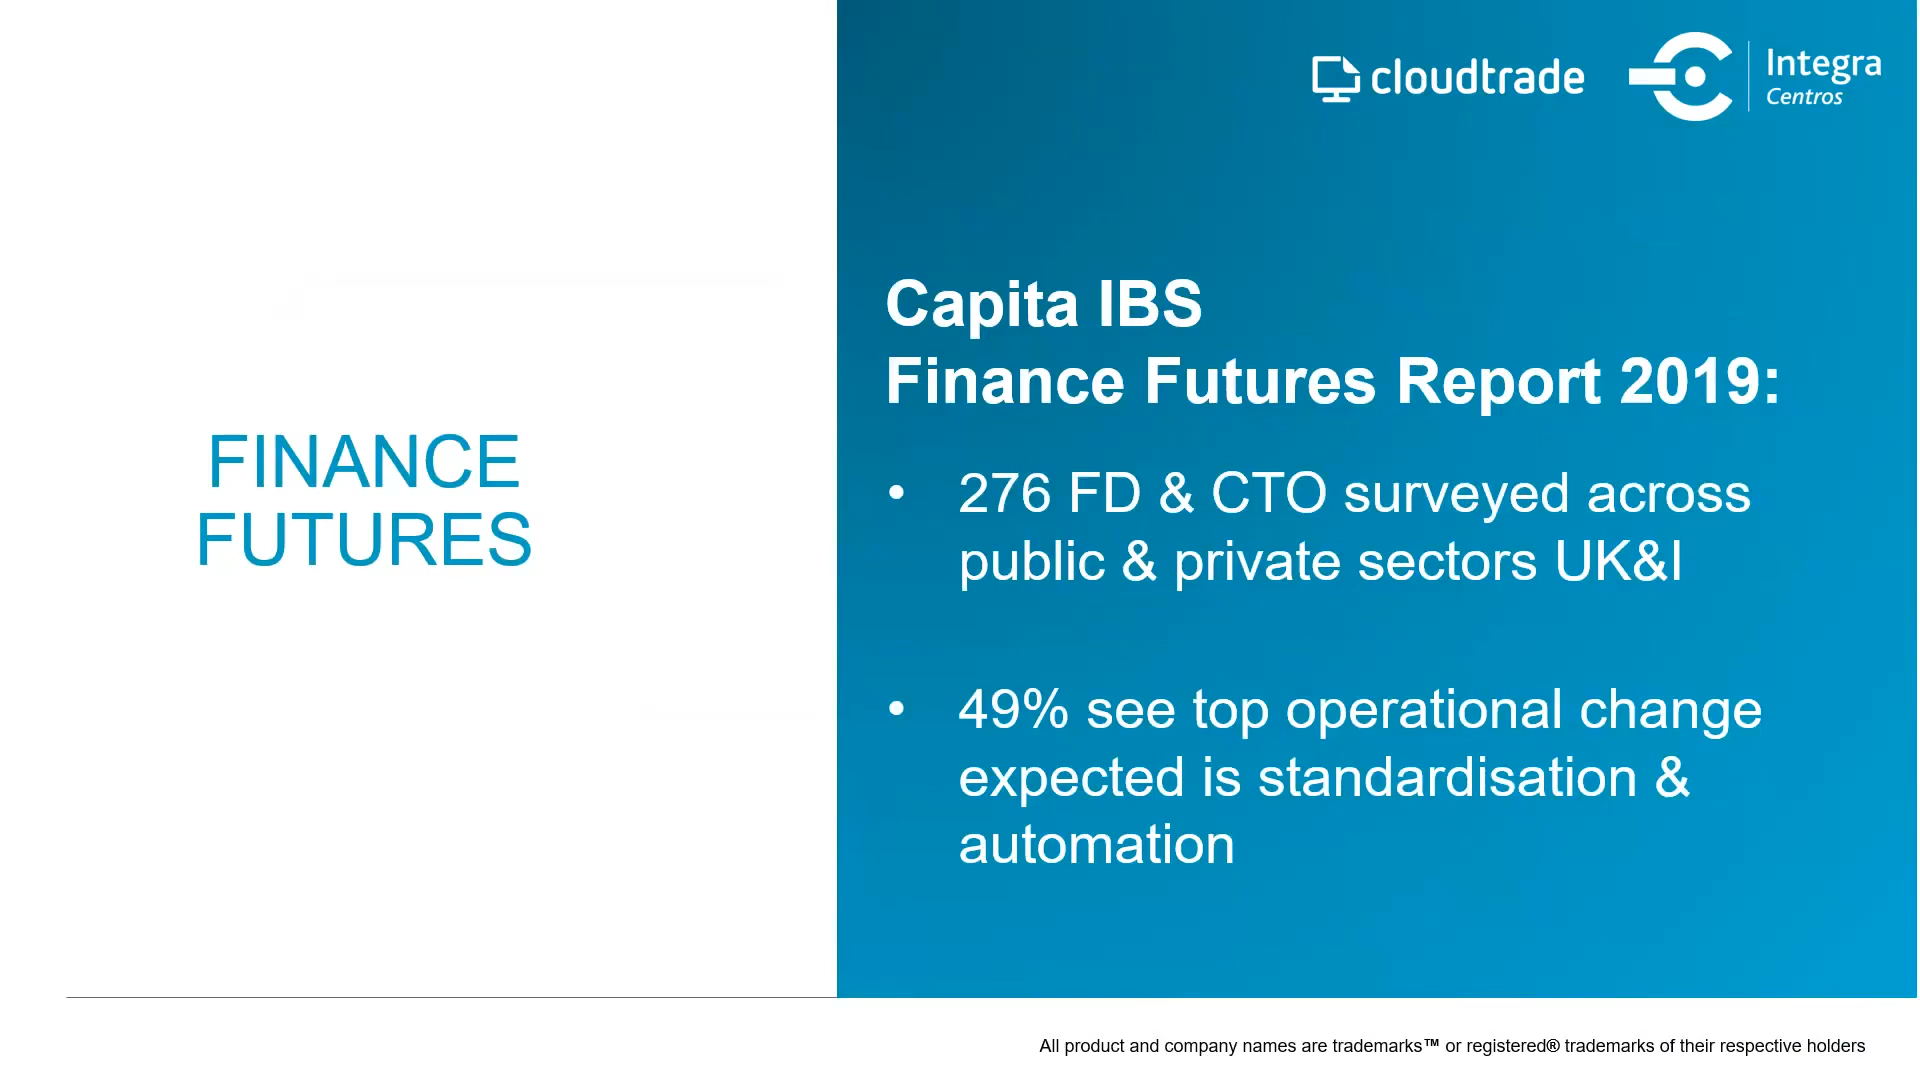 cloudtrade
Integra
Centros
FINANCE
FUTURES
Capita IBS
Finance Futures Report 2019:
• 276 FD & CTO surveyed across
public & private sectors UK&I
• 49% see top operational change
expected is standardisation &
automation
All product and company names are trademarks™ or registered® trademarks of their respective holders